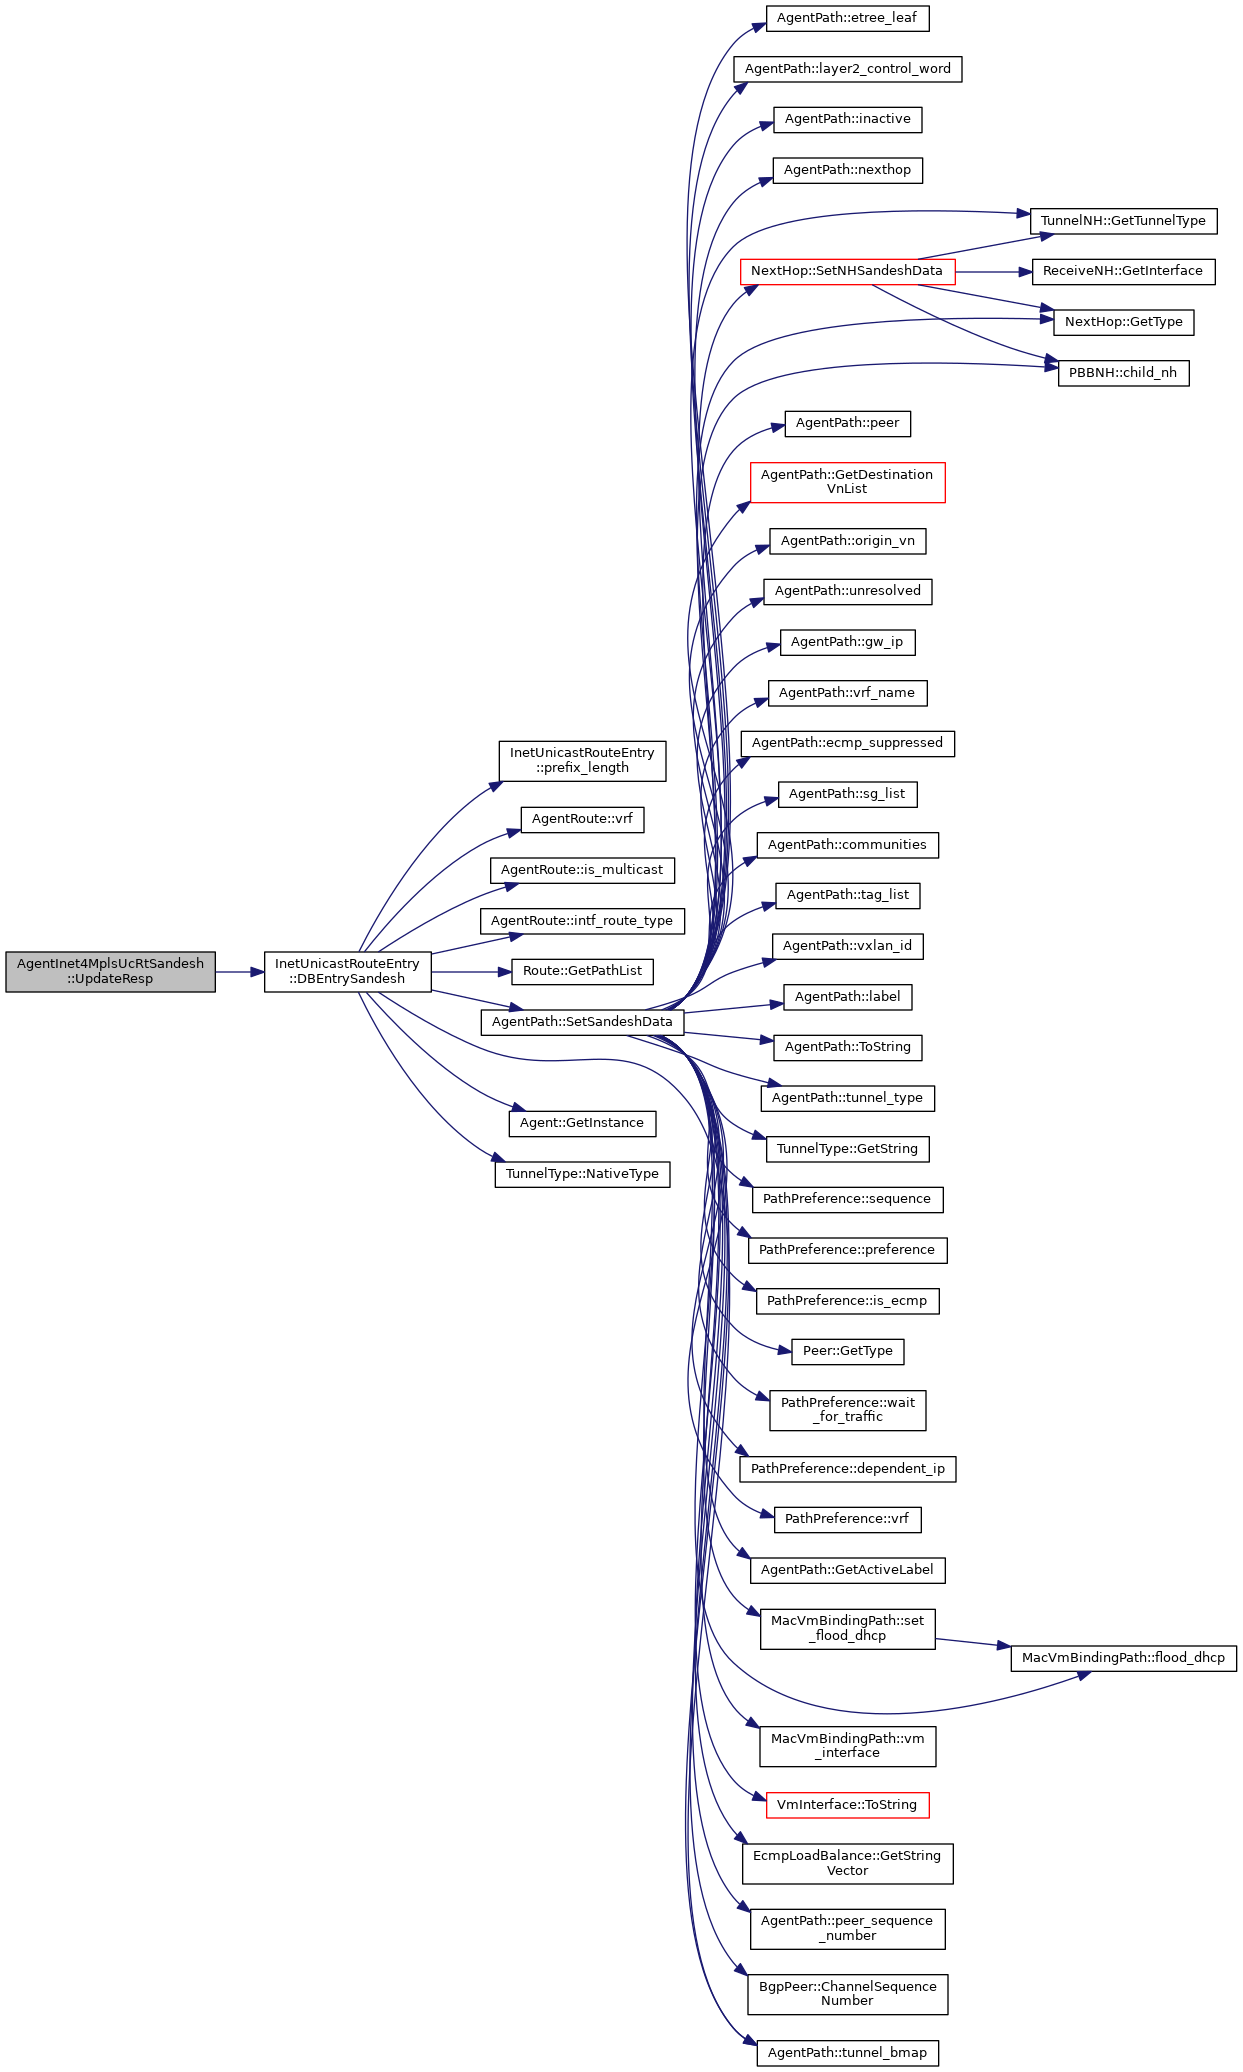 AgentInet4MplsUcRtSandesh
::UpdateResp
InetUnicastRouteEntry
::DBEntrySandesh
InetUnicastRouteEntry
::prefix_length
AgentRoute::vrf
AgentRoute::is_multicast
AgentRoute::intf_route_type
Route::GetPathList
AgentPath::SetSandeshData
Agent::GetInstance
TunnelType::NativeType
AgentPath::etree_leaf
AgentPath::layer2_control_word
AgentPath::inactive
AgentPath::nexthop
NextHop::SetNHSandeshData
AgentPath::peer
AgentPath::GetDestination
VnList
AgentPath::origin_vn
AgentPath::unresolved
AgentPath::gw_ip
AgentPath::vrf_name
AgentPath::ecmp_suppressed
AgentPath::sg_list
AgentPath::communities
AgentPath::tag_list
AgentPath::vxlan_id
AgentPath::label
AgentPath::ToString
AgentPath::tunnel_type
TunnelType::GetString
PathPreference::sequence
PathPreference::preference
PathPreference::is_ecmp
Peer::GetType
PathPreference::wait
_for_traffic
PathPreference::dependent_ip
PathPreference::vrf
AgentPath::GetActiveLabel
MacVmBindingPath::set
_flood_dhcp
MacVmBindingPath::vm
_interface
VmInterface::ToString
EcmpLoadBalance::GetString
Vector
AgentPath::peer_sequence
_number
BgpPeer::ChannelSequence
Number
AgentPath::tunnel_bmap
TunnelNH::GetTunnelType
ReceiveNH::GetInterface
NextHop::GetType
PBBNH::child_nh
MacVmBindingPath::flood_dhcp